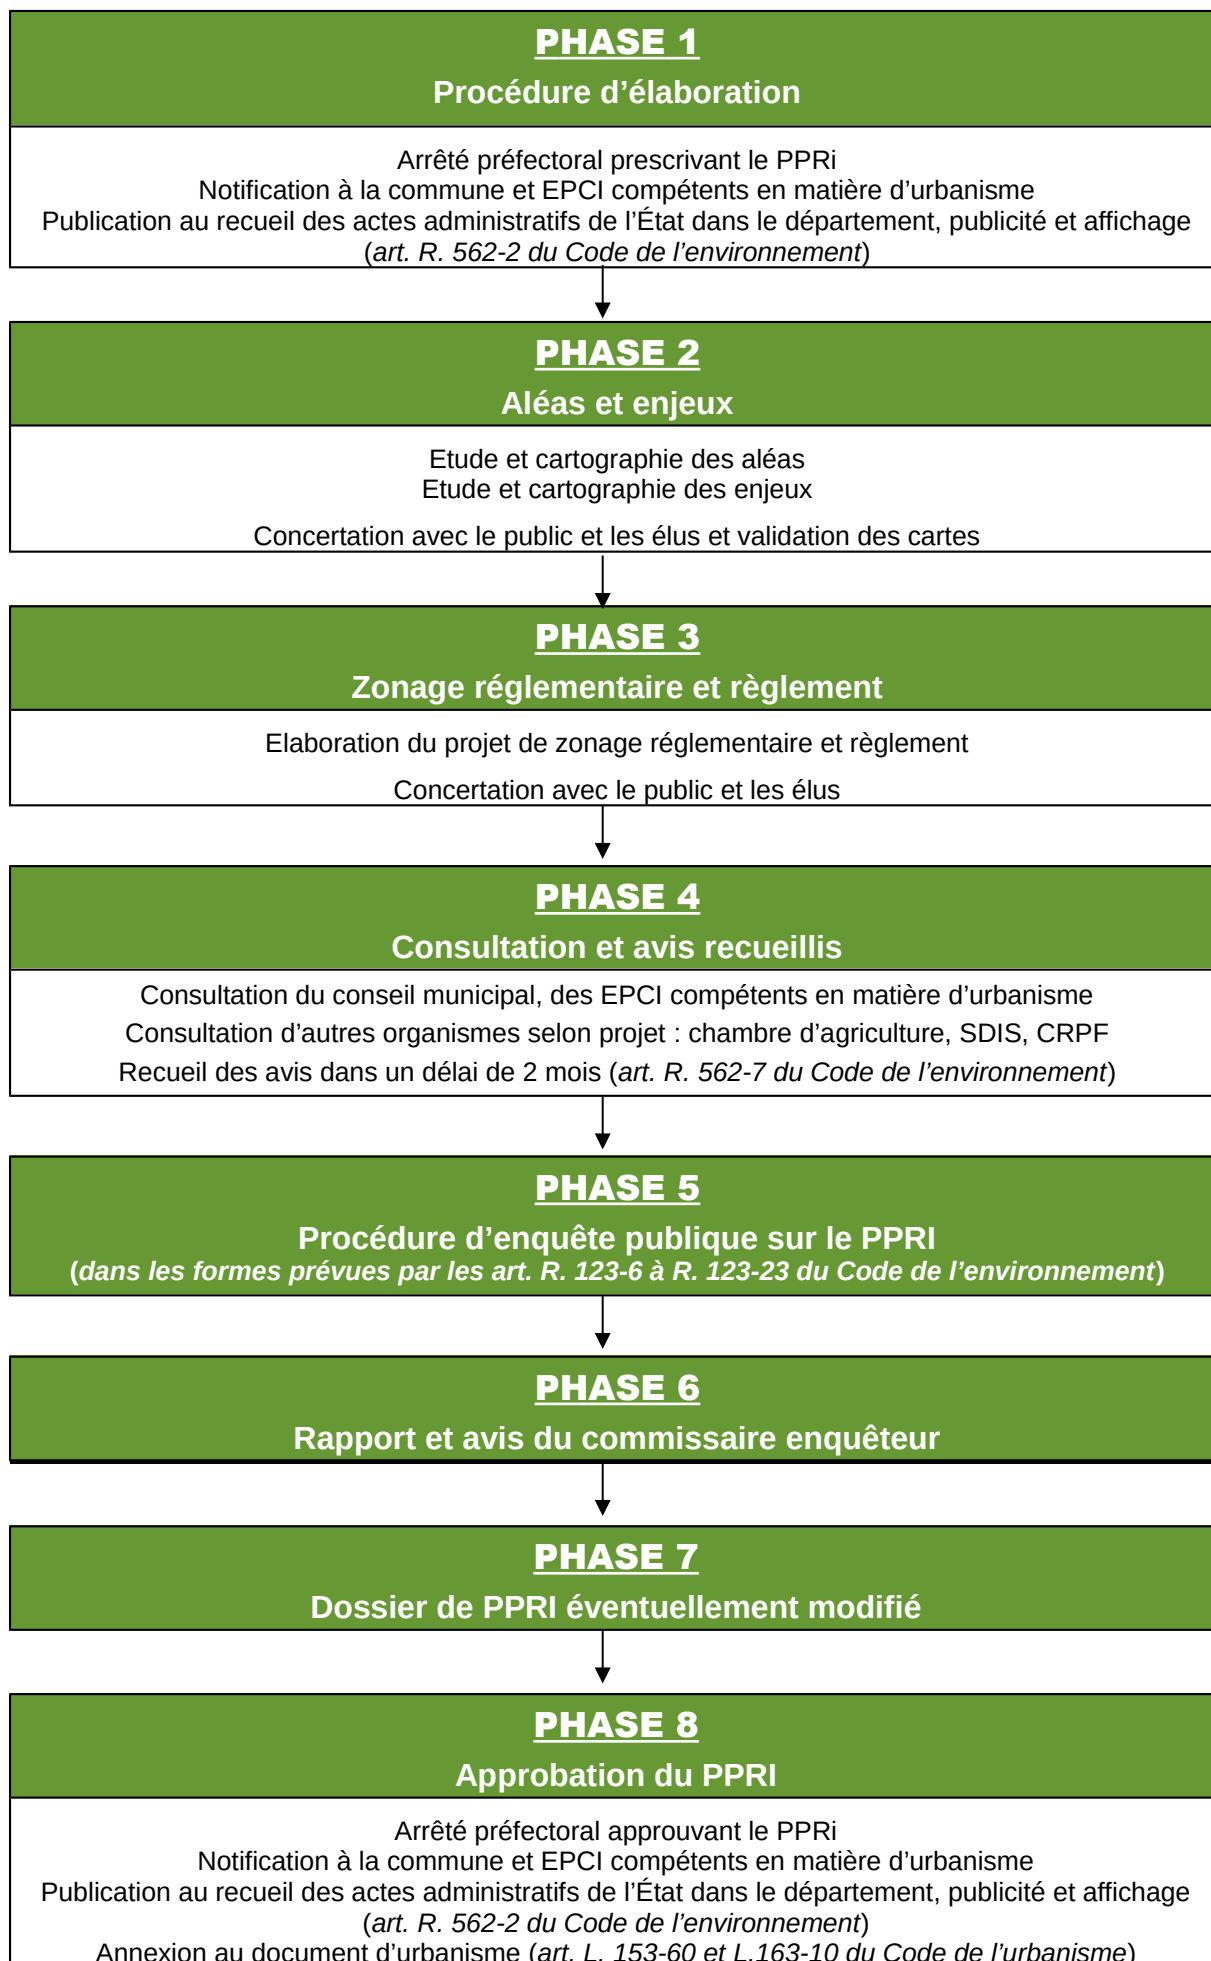 PHASE 1
Procédure d’élaboration
Arrêté préfectoral prescrivant le PPRi
Notification à la commune et EPCI compétents en matière d’urbanisme
Publication au recueil des actes administratifs de l’État dans le département, publicité et affichage
(art. R. 562-2 du Code de l’environnement)
PHASE 2
Aléas et enjeux
Etude et cartographie des aléas
Etude et cartographie des enjeux
Concertation avec le public et les élus et validation des cartes
PHASE 3
Zonage réglementaire et règlement
Elaboration du projet de zonage réglementaire et règlement
Concertation avec le public et les élus
PHASE 4
Consultation et avis recueillis
Consultation du conseil municipal, des EPCI compétents en matière d’urbanisme
Consultation d’autres organismes selon projet : chambre d’agriculture, SDIS, CRPF
Recueil des avis dans un délai de 2 mois (art. R. 562-7 du Code de l’environnement)
PHASE 5
Procédure d’enquête publique sur le PPRI
(dans les formes prévues par les art. R. 123-6 à R. 123-23 du Code de l’environnement)
PHASE 6
Rapport et avis du commissaire enquêteur
PHASE 7
Dossier de PPRI éventuellement modifié
PHASE 8
Approbation du PPRI
Arrêté préfectoral approuvant le PPRi
Notification à la commune et EPCI compétents en matière d’urbanisme
Publication au recueil des actes administratifs de l’État dans le département, publicité et affichage
(art. R. 562-2 du Code de l’environnement)
Annexion au document d’urbanisme (art. L. 153-60 et L.163-10 du Code de l’urbanisme)